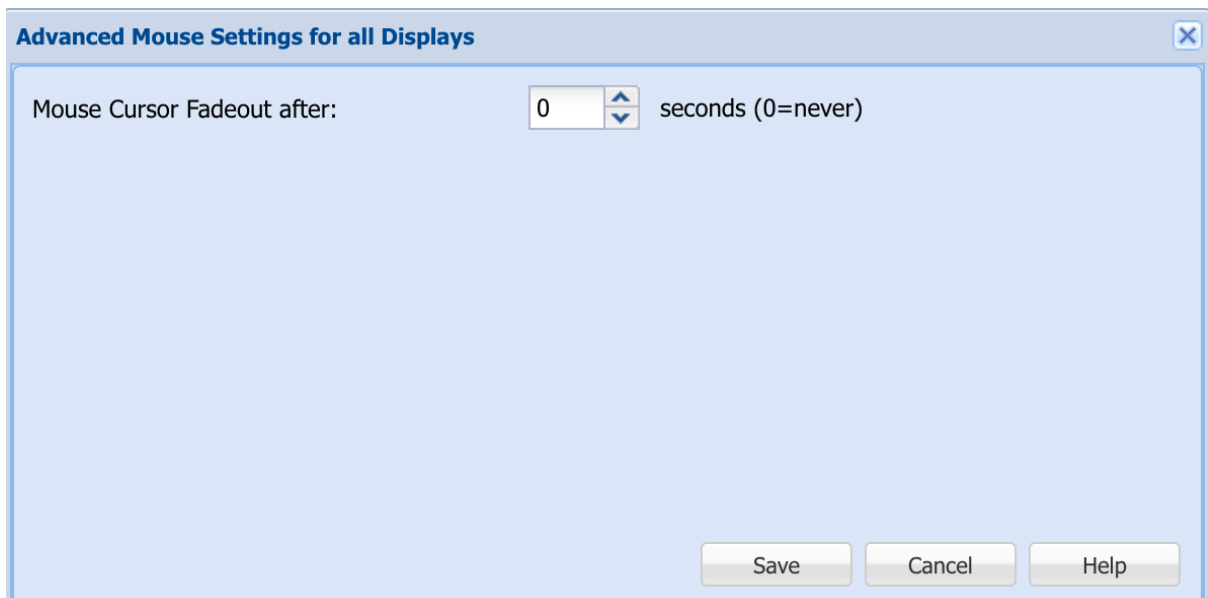 Advanced Mouse Settings for all Displays
Mouse Cursor Fadeout after: 0 seconds (0=never)
Save Cancel Help